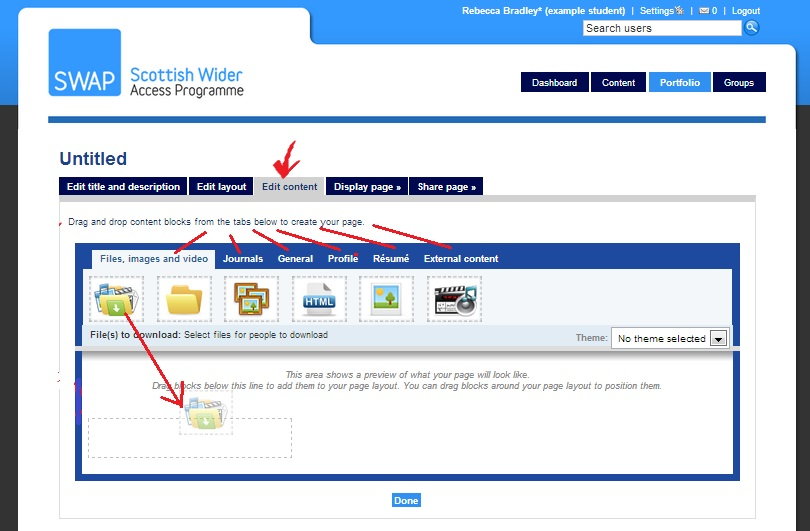 Rebecca Bradley* (example student) | Settings | 0 | Logout
Search users
SWAP Scottish Wider
Access Programme
Dashboard Content Portfolio Groups
Untitled
Edit title and description Edit layout Edit content Display page » Share page »
Drag and drop content blocks from the tabs below to create your page.
Files, images and video Journals General Profile Résumé External content
HTML
File(s) to download: Select files for people to download
Theme: No theme selected
This area shows a preview of what your page will look like.
Drag blocks below this line to add them to your page layout. You can drag blocks around your page layout to position them.
Done